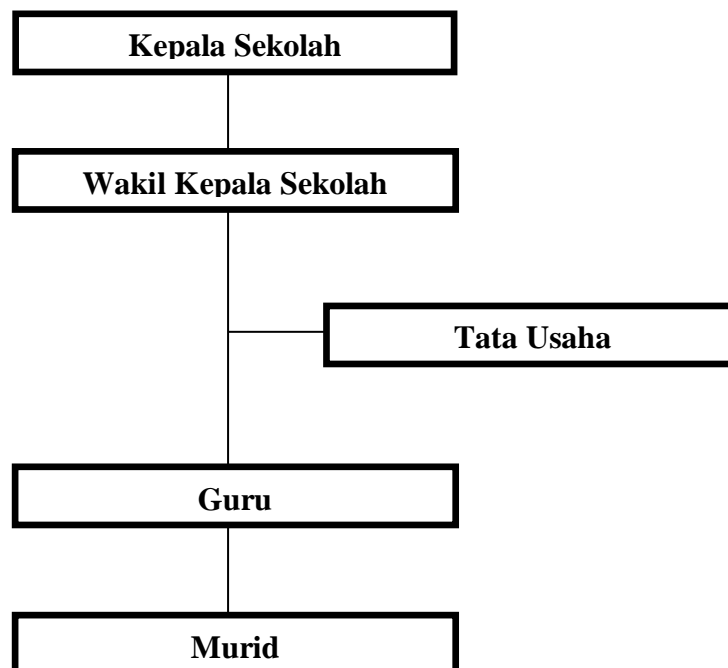 Kepala Sekolah
Wakil Kepala Sekolah
Tata Usaha
Guru
Murid